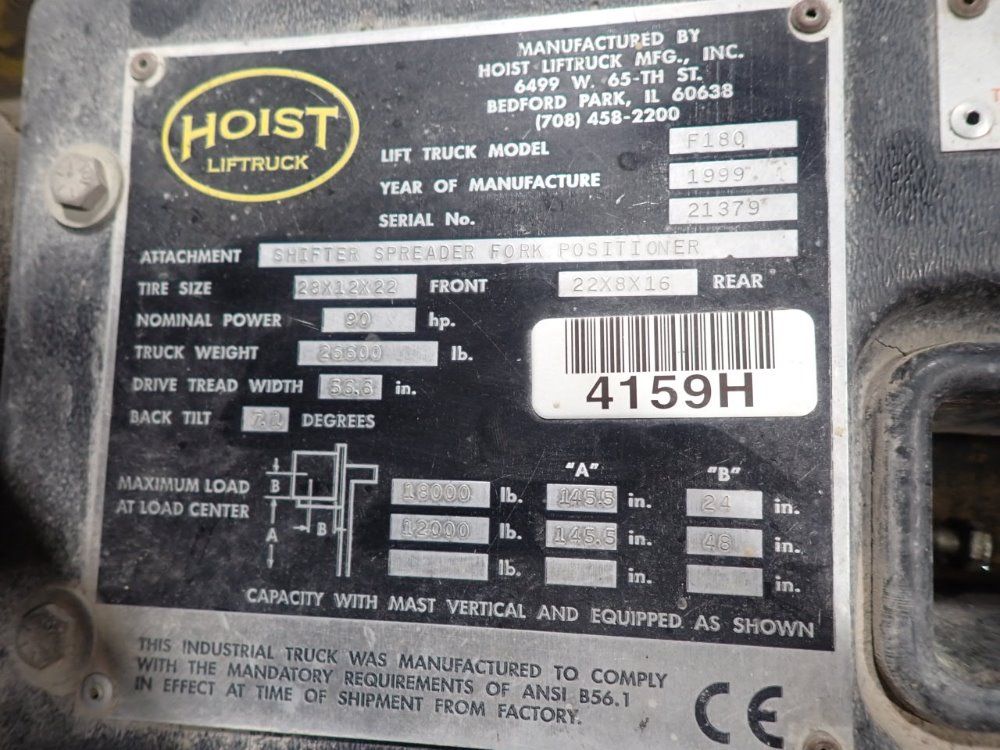 HOIST
LIFTRUCK
MANUFACTURED BY
HOIST LIFTRUCK MFG., INC.
6499 W. 65-TH ST.
BEDFORD PARK, IL 60638
(708) 458-2200
LIFT TRUCK MODEL F180
YEAR OF MANUFACTURE 1999
SERIAL No. 21379
ATTACHMENT SHIFTER SPREADER FORK POSITIONER
TIRE SIZE 28X12X22 FRONT 22X8X16 REAR
NOMINAL POWER 90 hp.
TRUCK WEIGHT 26600 lb.
4159H
DRIVE TREAD WIDTH 56.6 in.
BACK TILT DEGREES
"A" "B"
MAXIMUM LOAD
AT LOAD CENTER
B
B
A
18000 lb. 145.5 in. 24 in.
12000 lb. 145.5 in. 48 in.
lb. in. in.
CAPACITY WITH MAST VERTICAL AND EQUIPPED AS SHOWN
THIS INDUSTRIAL TRUCK WAS MANUFACTURED TO COMPLY
WITH THE MANDATORY REQUIREMENTS OF ANSI B56.1
IN EFFECT AT TIME OF SHIPMENT FROM FACTORY.
CE